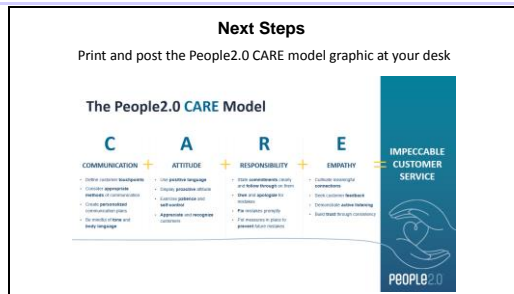 Next Steps
Print and post the People2.0 CARE model graphic at your desk
The People2.0 CARE Model
C + A + R + E =
COMMUNICATION
• Define customer touchpoints
• Consider appropriate
methods of communication
• Create personalized
communication plans
• Be mindful of tone and
body language
ATTITUDE
• Use positive language
• Display proactive attitude
• Exercise patience and
self-control
• Appreciate and recognize
customers
RESPONSIBILITY
• State commitments clearly
and follow through on them
• Own and apologize for
mistakes
• Fix mistakes promptly
• Put measures in place to
prevent future mistakes
EMPATHY
• Cultivate meaningful
connections
• Seek customer feedback
• Demonstrate active listening
• Build trust through consistency
IMPECCABLE
CUSTOMER
SERVICE
PEOPLE2.0